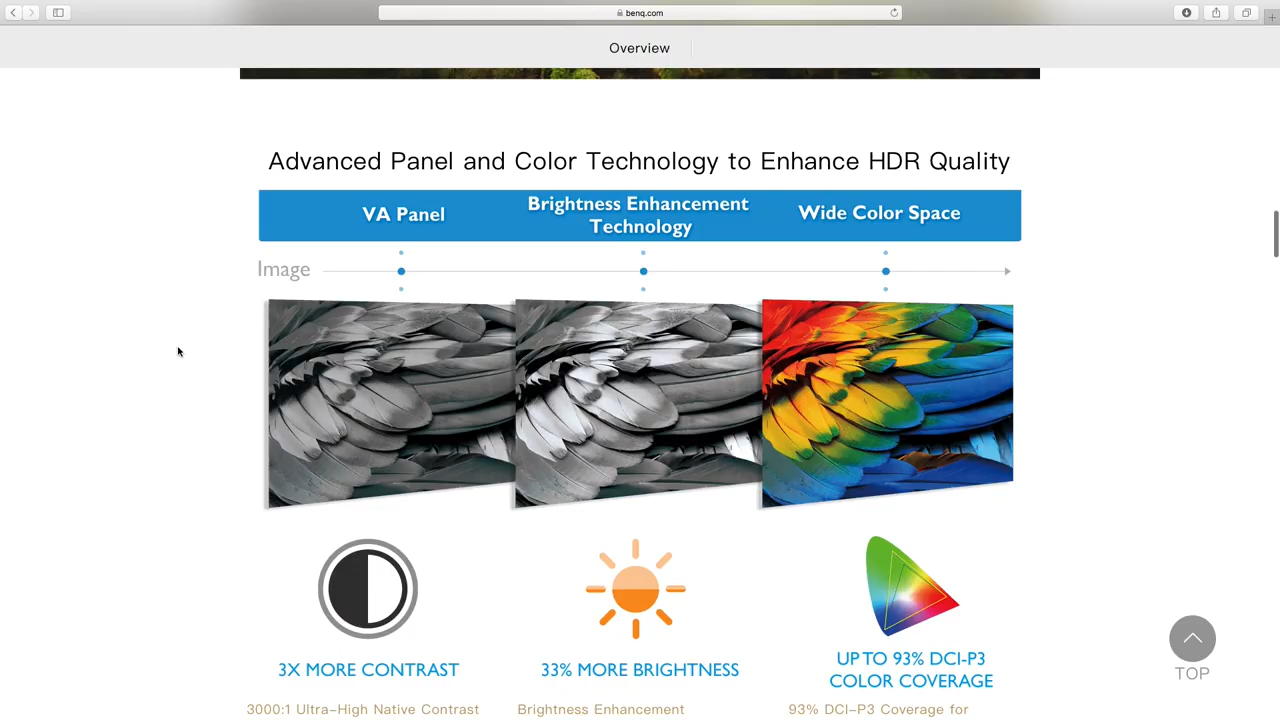 benq.com
Overview
Advanced Panel and Color Technology to Enhance HDR Quality
VA Panel
Brightness Enhancement
Technology
Wide Color Space
Image
3X MORE CONTRAST
33% MORE BRIGHTNESS
UP TO 93% DCI-P3
COLOR COVERAGE
3000:1 Ultra-High Native Contrast
Brightness Enhancement
93% DCI-P3 Coverage for
TOP